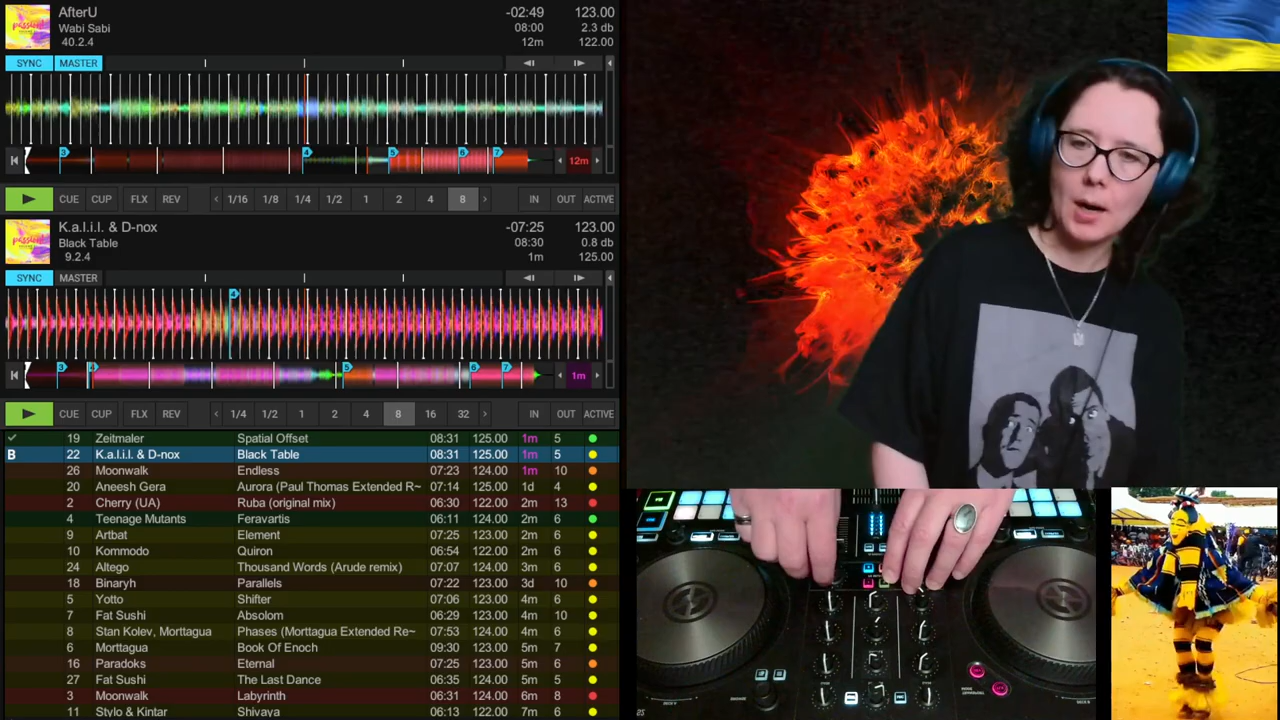 AfterU -02:49 123.00
Wabi Sabi 08:00 2.3 db
40.2.4 12m 122.00
SYNC MASTER
3 4 5 6 7 12m
CUE CUP FLX REV 1/16 1/8 1/4 1/2 1 2 4 8 IN OUT ACTIVE
K.a.l.i.l. & D-nox -07:25 123.00
Black Table 08:30 0.8 db
9.2.4 1m 125.00
SYNC MASTER
4
3 4 5 6 7 1m
CUE CUP FLX REV 1/4 1/2 1 2 4 8 16 32 IN OUT ACTIVE
19 Zeitmaler Spatial Offset 08:31 125.00 1m 5
B 22 K.a.l.i.l. & D-nox Black Table 08:31 125.00 1m 5
26 Moonwalk Endless 07:23 124.00 1m 10
20 Aneesh Gera Aurora (Paul Thomas Extended R~ 07:14 125.00 1d 4
2 Cherry (UA) Ruba (original mix) 06:30 122.00 2m 13
4 Teenage Mutants Feravartis 06:11 124.00 2m 6
9 Artbat Element 07:25 123.00 2m 6
10 Kommodo Quiron 06:54 122.00 2m 6
24 Altego Thousand Words (Arude remix) 07:07 124.00 3m 6
18 Binaryh Parallels 07:22 123.00 3d 10
5 Yotto Shifter 07:06 123.00 4m 6
7 Fat Sushi Absolom 06:29 123.00 4m 10
8 Stan Kolev, Morttagua Phases (Morttagua Extended Re~ 07:53 124.00 4m 6
6 Morttagua Book Of Enoch 09:30 123.00 5m 7
16 Paradoks Eternal 07:25 123.00 5m 6
27 Fat Sushi The Last Dance 06:35 124.00 5m 5
3 Moonwalk Labyrinth 06:31 123.00 6m 8
11 Stylo & Kintar Shivaya 06:13 122.00 7m 6